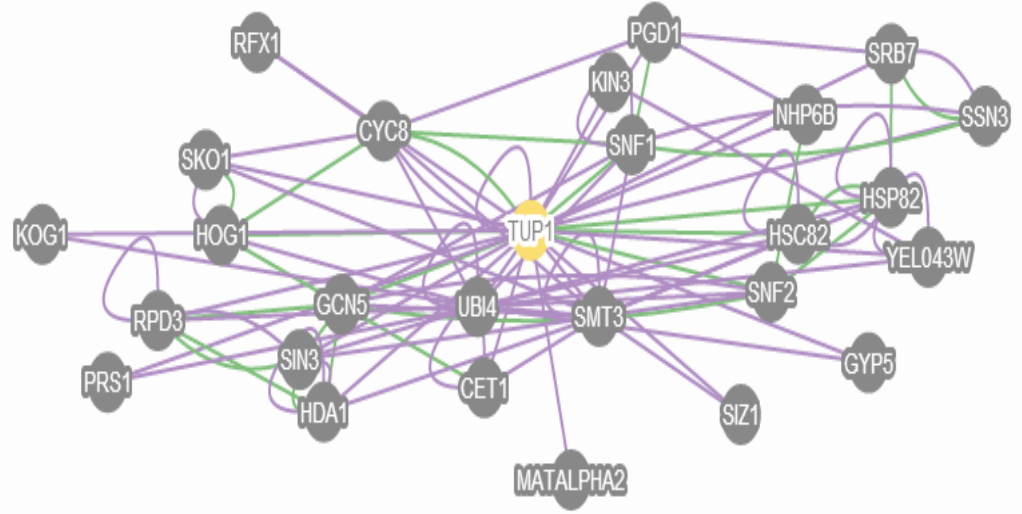 RFX1
PGD1
SRB7
KIN3
NHP6B
SSN3
CYC8
SNF1
SKO1
HSP82
KOG1
HOG1
TUP1
HSC82
YEL043W
GCN5
UBI4
SMT3
SNF2
RPD3
SIN3
GYP5
PRS1
HDA1
CET1
SIZ1
MATALPHA2